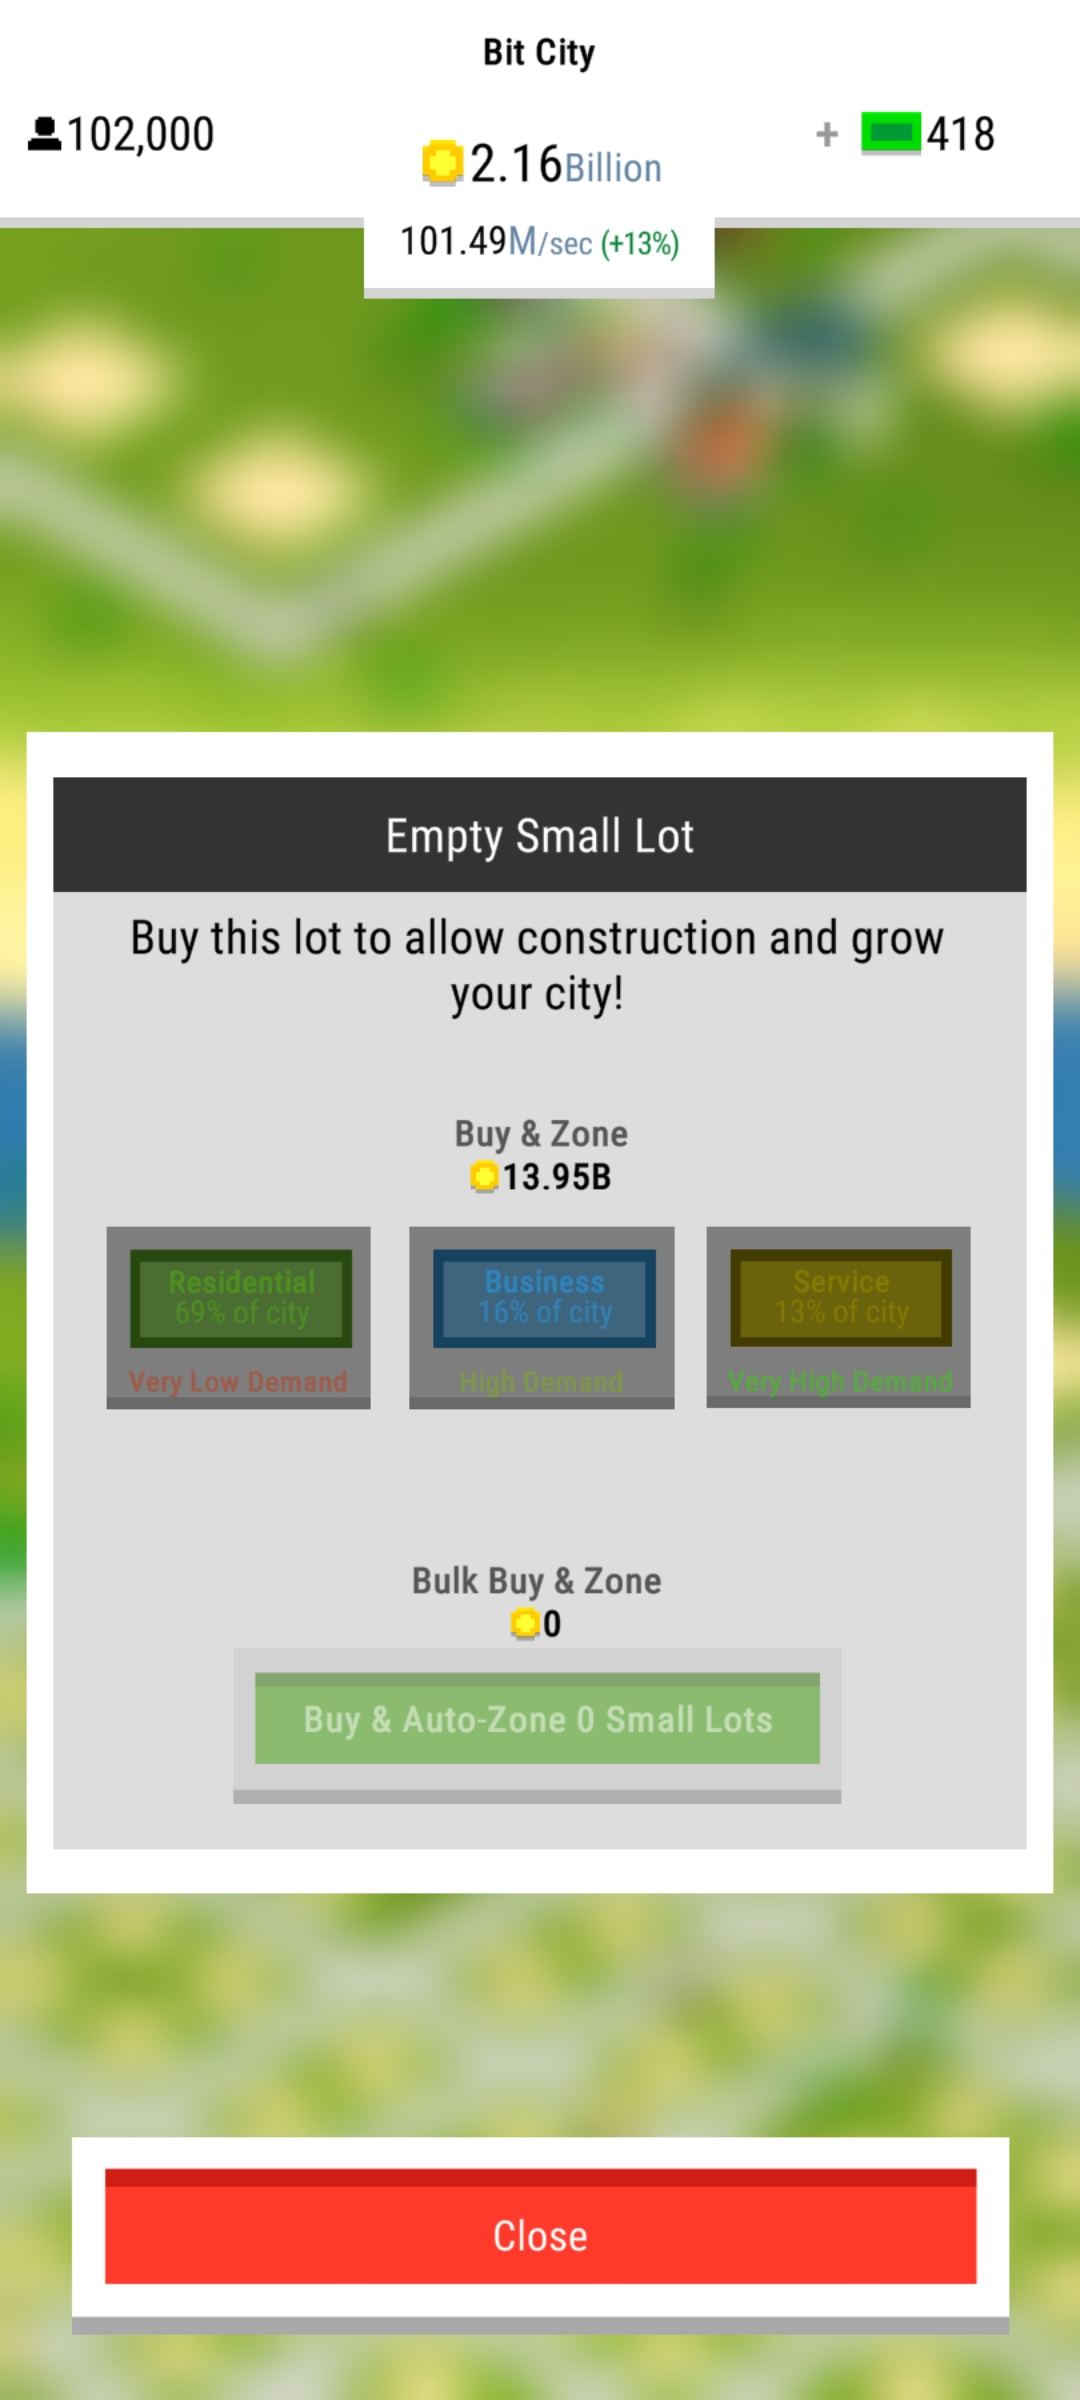 Bit City
102,000
2.16Billion
+ 418
101.49M/sec (+13%)
Empty Small Lot
Buy this lot to allow construction and grow
your city!
Buy & Zone
13.95B
Residential
69% of city
Very Low Demand
Business
16% of city
High Demand
Service
13% of city
Very High Demand
Bulk Buy & Zone
0
Buy & Auto-Zone 0 Small Lots
Close